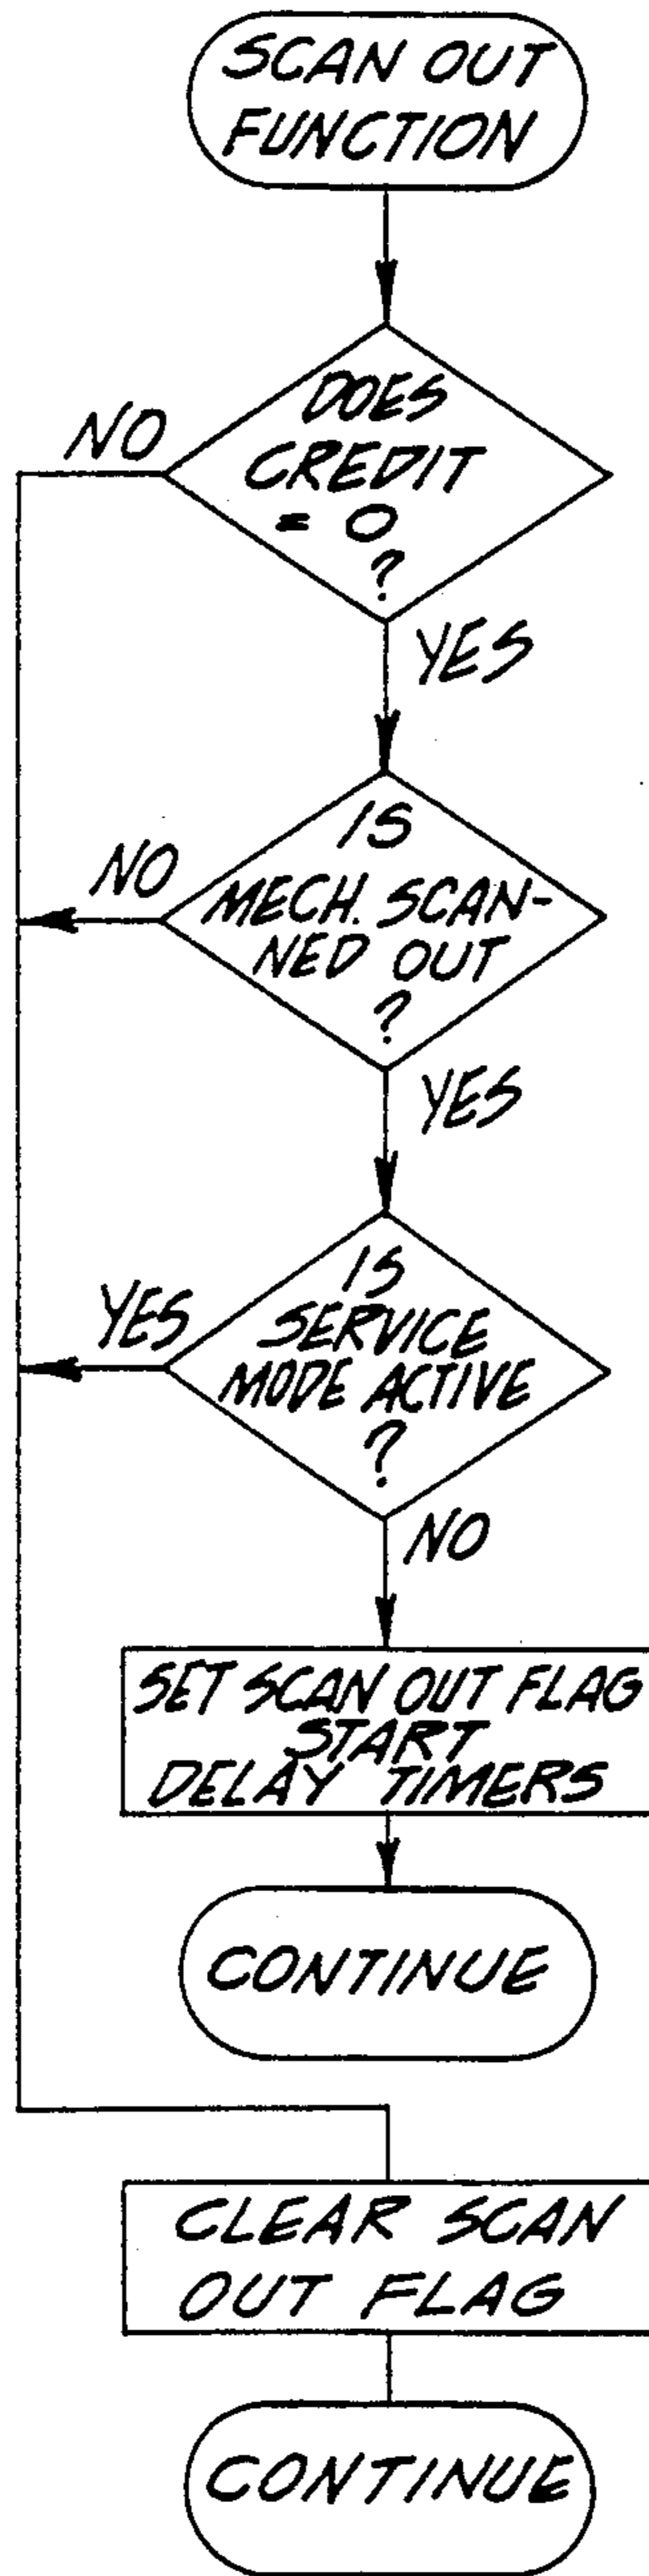 SCAN OUT
FUNCTION
DOES
CREDIT
= 0
?
NO
YES
IS
MECH. SCAN-
NED OUT
?
NO
YES
IS
SERVICE
MODE ACTIVE
?
YES
NO
SET SCAN OUT FLAG
START
DELAY TIMERS
CONTINUE
CLEAR SCAN
OUT FLAG
CONTINUE